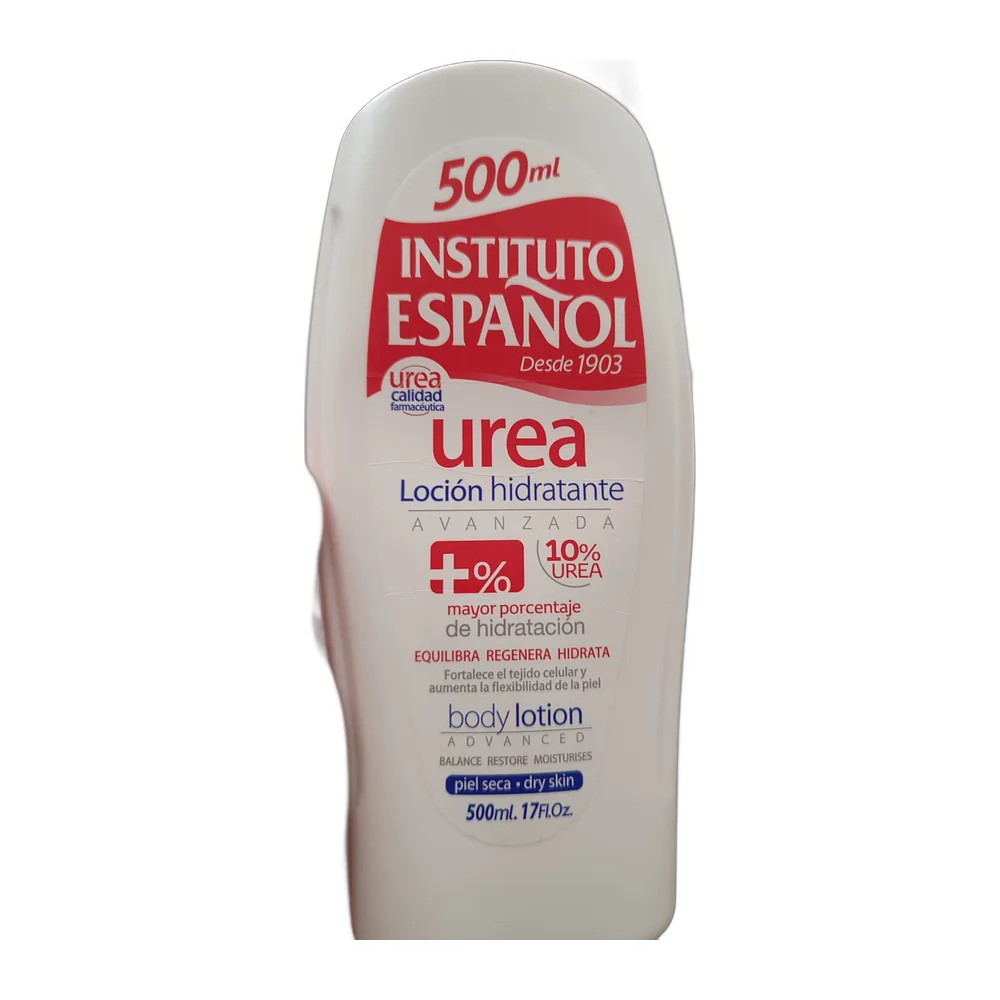 500ml
INSTITUTO
ESPAÑOL
Desde 1903
urea
calidad
farmacéutica
urea
Loción hidratante
AVANZADA
+%
10%
UREA
mayor porcentaje
de hidratación
EQUILIBRA REGENERA HIDRATA
Fortalece el tejido celular y
aumenta la flexibilidad de la piel
body lotion
ADVANCED
BALANCE RESTORE MOISTURISES
piel seca • dry skin
500ml. 17Fl.Oz.